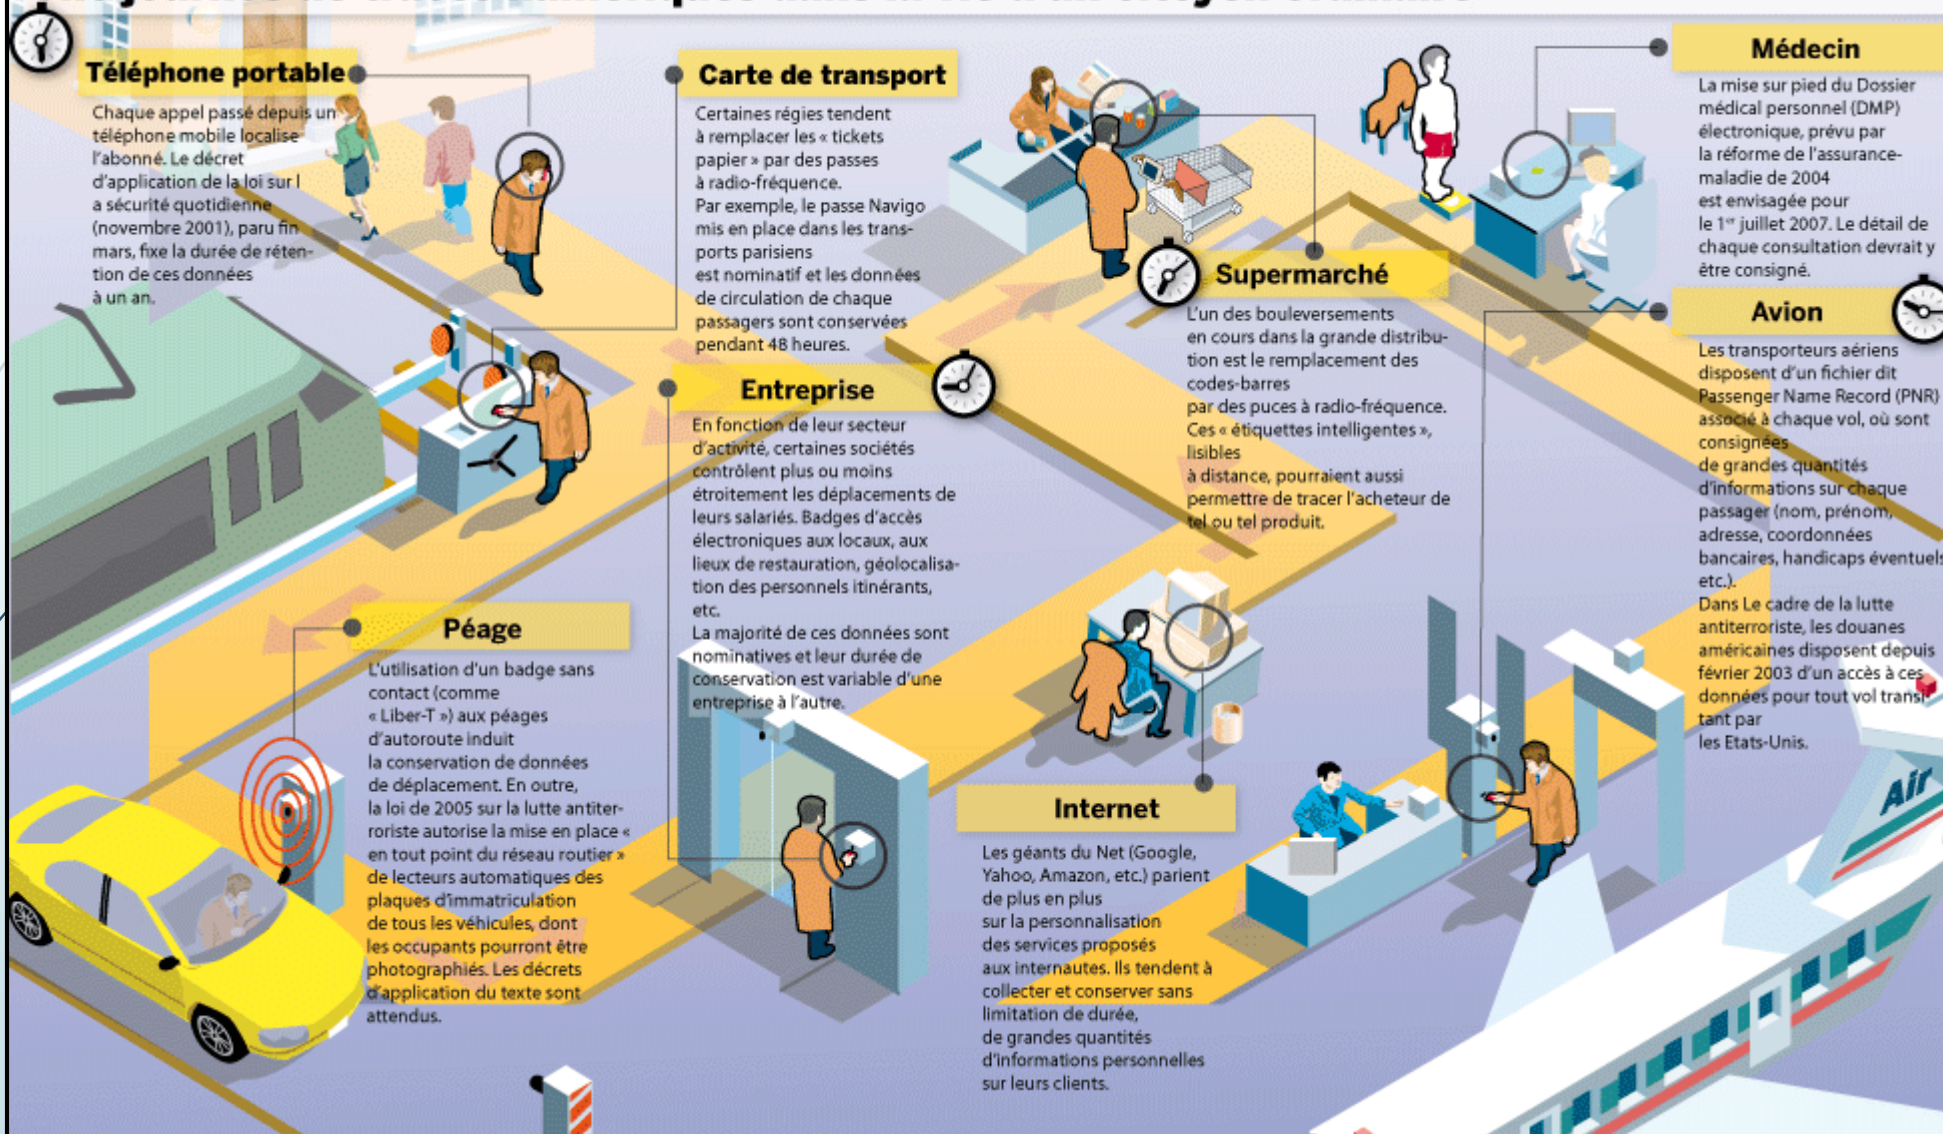 Téléphone portable
Chaque appel passé depuis un
téléphone mobile localise
l'abonné. Le décret
d'application de la loi sur l
a sécurité quotidienne
(novembre 2001), paru fin
mars, fixe la durée de réten-
tion de ces données
à un an.
Carte de transport
Certaines régies tendent
à remplacer les « tickets
papier » par des passes
à radio-fréquence.
Par exemple, le passe Navigo
mis en place dans les trans-
ports parisiens
est nominatif et les données
de circulation de chaque
passagers sont conservées
pendant 48 heures.
Médecin
La mise sur pied du Dossier
médical personnel (DMP)
électronique, prévu par
la réforme de l'assurance-
maladie de 2004
est envisagée pour
le 1er juillet 2007. Le détail de
chaque consultation devrait y
être consigné.
Supermarché
L'un des bouleversements
en cours dans la grande distribu-
tion est le remplacement des
codes-barres
par des puces à radio-fréquence.
Ces « étiquettes intelligentes »,
lisibles
à distance, pourraient aussi
permettre de tracer l'acheteur de
tel ou tel produit.
Avion
Les transporteurs aériens
disposent d'un fichier dit
Passenger Name Record (PNR)
associé à chaque vol, où sont
consignées
de grandes quantités
d'informations sur chaque
passager (nom, prénom,
adresse, coordonnées
bancaires, handicaps éventuels
etc.).
Dans Le cadre de la lutte
antiterroriste, les douanes
américaines disposent depuis
février 2003 d'un accès à ces
données pour tout vol transi-
tant par
les Etats-Unis.
Entreprise
En fonction de leur secteur
d'activité, certaines sociétés
contrôlent plus ou moins
étroitement les déplacements de
leurs salariés. Badges d'accès
électroniques aux locaux, aux
lieux de restauration, géolocalisa-
tion des personnels itinérants,
etc.
La majorité de ces données sont
nominatives et leur durée de
conservation est variable d'une
entreprise à l'autre.
Péage
L'utilisation d'un badge sans
contact (comme
« Liber-T ») aux péages
d'autoroute induit
la conservation de données
de déplacement. En outre,
la loi de 2005 sur la lutte antiter-
roriste autorise la mise en place «
en tout point du réseau routier »
de lecteurs automatiques des
plaques d'immatriculation
de tous les véhicules, dont
les occupants pourront être
photographiés. Les décrets
d'application du texte sont
attendus.
Internet
Les géants du Net (Google,
Yahoo, Amazon, etc.) parient
de plus en plus
sur la personnalisation
des services proposés
aux internautes. Ils tendent à
collecter et conserver sans
limitation de durée,
de grandes quantités
d'informations personnelles
sur leurs clients.
Air